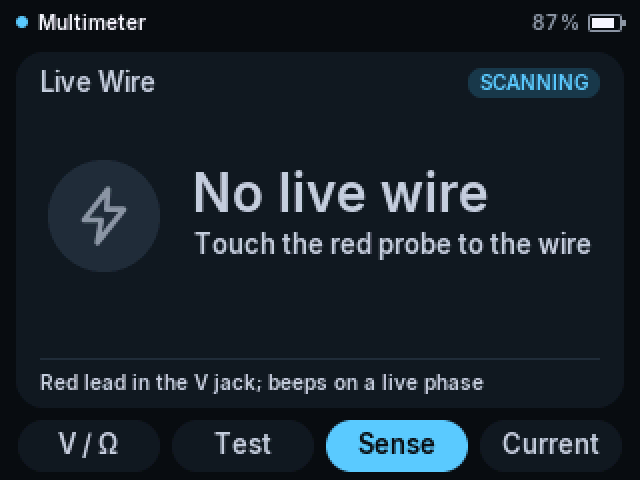 Multimeter
87%
Live Wire
SCANNING
No live wire
Touch the red probe to the wire
Red lead in the V jack; beeps on a live phase
V / Ω
Test
Sense
Current